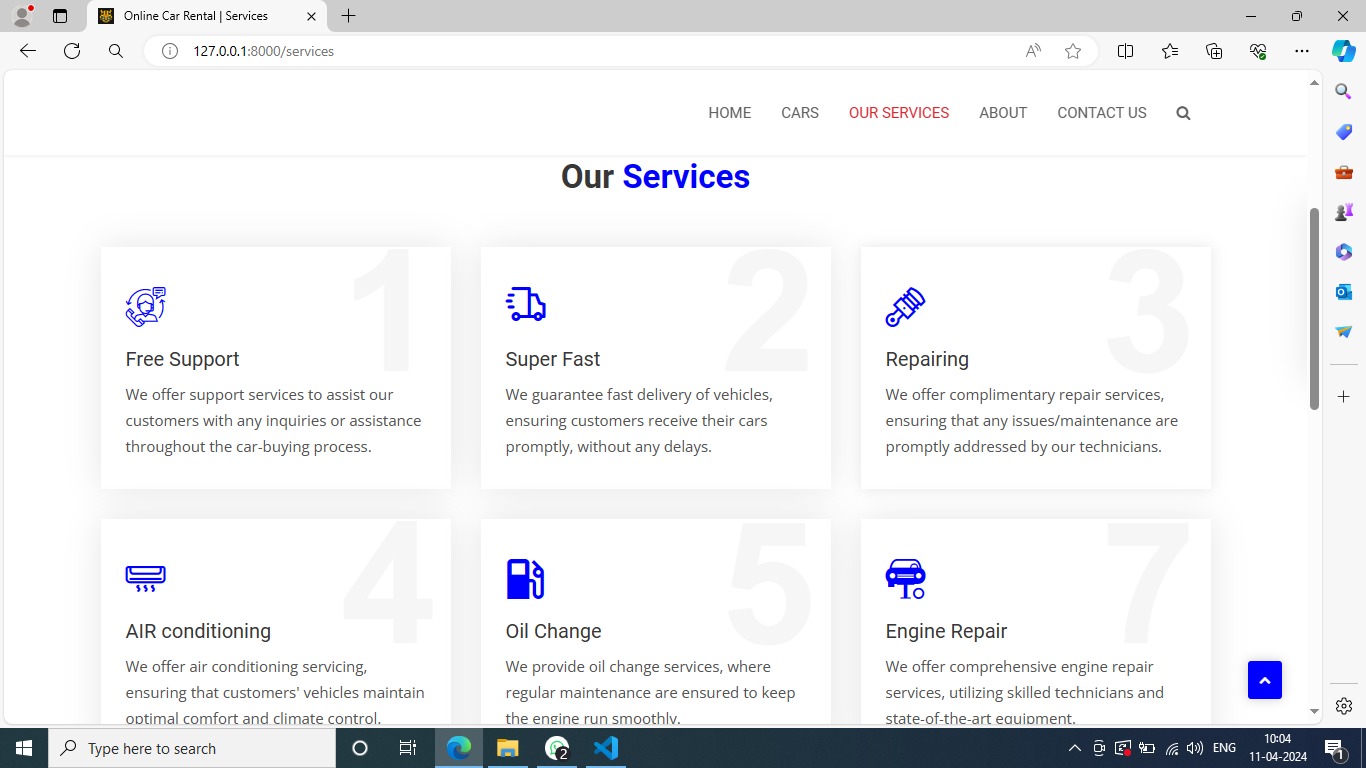 Online Car Rental | Services
127.0.0.1:8000/services
HOME CARS OUR SERVICES ABOUT CONTACT US
Our Services
1
Free Support
We offer support services to assist our
customers with any inquiries or assistance
throughout the car-buying process.
2
Super Fast
We guarantee fast delivery of vehicles,
ensuring customers receive their cars
promptly, without any delays.
3
Repairing
We offer complimentary repair services,
ensuring that any issues/maintenance are
promptly addressed by our technicians.
4
AIR conditioning
We offer air conditioning servicing,
ensuring that customers' vehicles maintain
optimal comfort and climate control.
5
Oil Change
We provide oil change services, where
regular maintenance are ensured to keep
the engine run smoothly.
7
Engine Repair
We offer comprehensive engine repair
services, utilizing skilled technicians and
state-of-the-art equipment.
Type here to search
2
ENG
10:04
11-04-2024
1